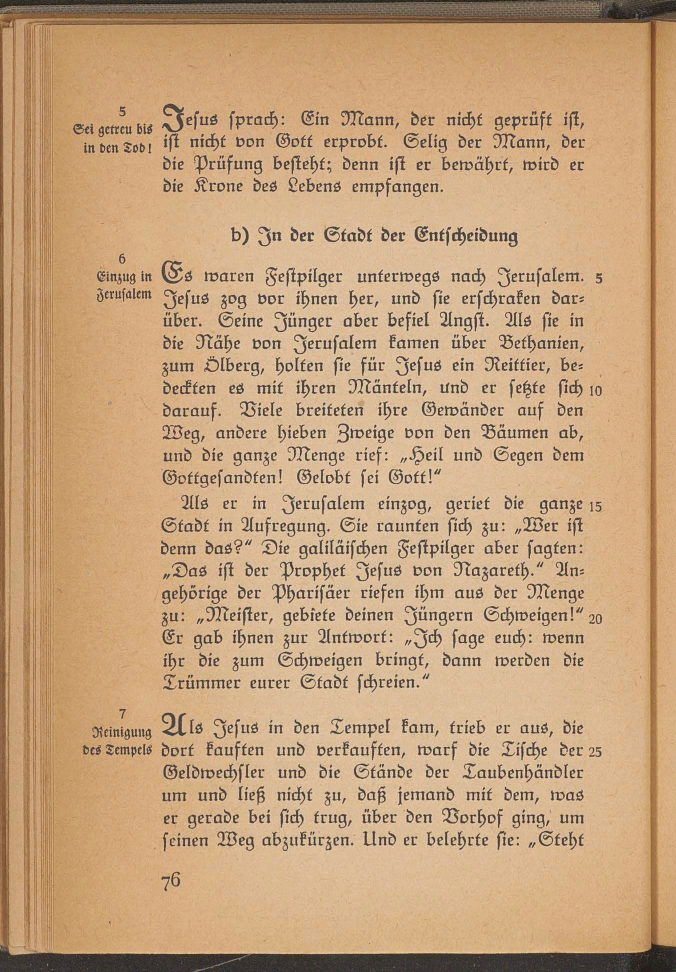 5
Sei getreu bis
in den Tod!
Jesus sprach: Ein Mann, der nicht geprüft ist,
ist nicht von Gott erprobt. Selig der Mann, der
die Prüfung besteht; denn ist er bewährt, wird er
die Krone des Lebens empfangen.
b) In der Stadt der Entscheidung
6
Einzug in
Jerusalem
Es waren Festpilger unterwegs nach Jerusalem. 5
Jesus zog vor ihnen her, und sie erschraken dar-
über. Seine Jünger aber befiel Angst. Als sie in
die Nähe von Jerusalem kamen über Bethanien,
zum Ölberg, holten sie für Jesus ein Reittier, be-
deckten es mit ihren Mänteln, und er setzte sich 10
darauf. Viele breiteten ihre Gewänder auf den
Weg, andere hieben Zweige von den Bäumen ab,
und die ganze Menge rief: „Heil und Segen dem
Gottgesandten! Gelobt sei Gott!“
Als er in Jerusalem einzog, geriet die ganze 15
Stadt in Aufregung. Sie raunten sich zu: „Wer ist
denn das?“ Die galiläischen Festpilger aber sagten:
„Das ist der Prophet Jesus von Nazareth.“ An-
gehörige der Pharisäer riefen ihm aus der Menge
zu: „Meister, gebiete deinen Jüngern Schweigen!“ 20
Er gab ihnen zur Antwort: „Ich sage euch: wenn
ihr die zum Schweigen bringt, dann werden die
Trümmer eurer Stadt schreien.“
7
Reinigung
des Tempels
Als Jesus in den Tempel kam, trieb er aus, die
dort kauften und verkauften, warf die Tische der 25
Geldwechsler und die Stände der Taubenhändler
um und ließ nicht zu, daß jemand mit dem, was
er gerade bei sich trug, über den Vorhof ging, um
seinen Weg abzukürzen. Und er belehrte sie: „Steht
76